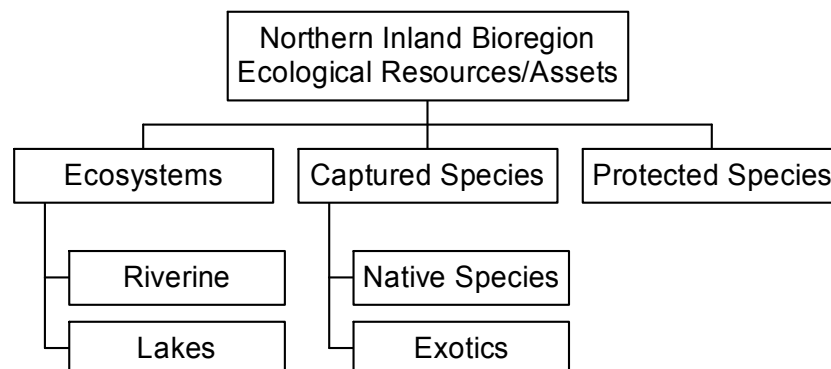 Northern Inland Bioregion
Ecological Resources/Assets
Ecosystems
Captured Species
Protected Species
Riverine
Native Species
Lakes
Exotics